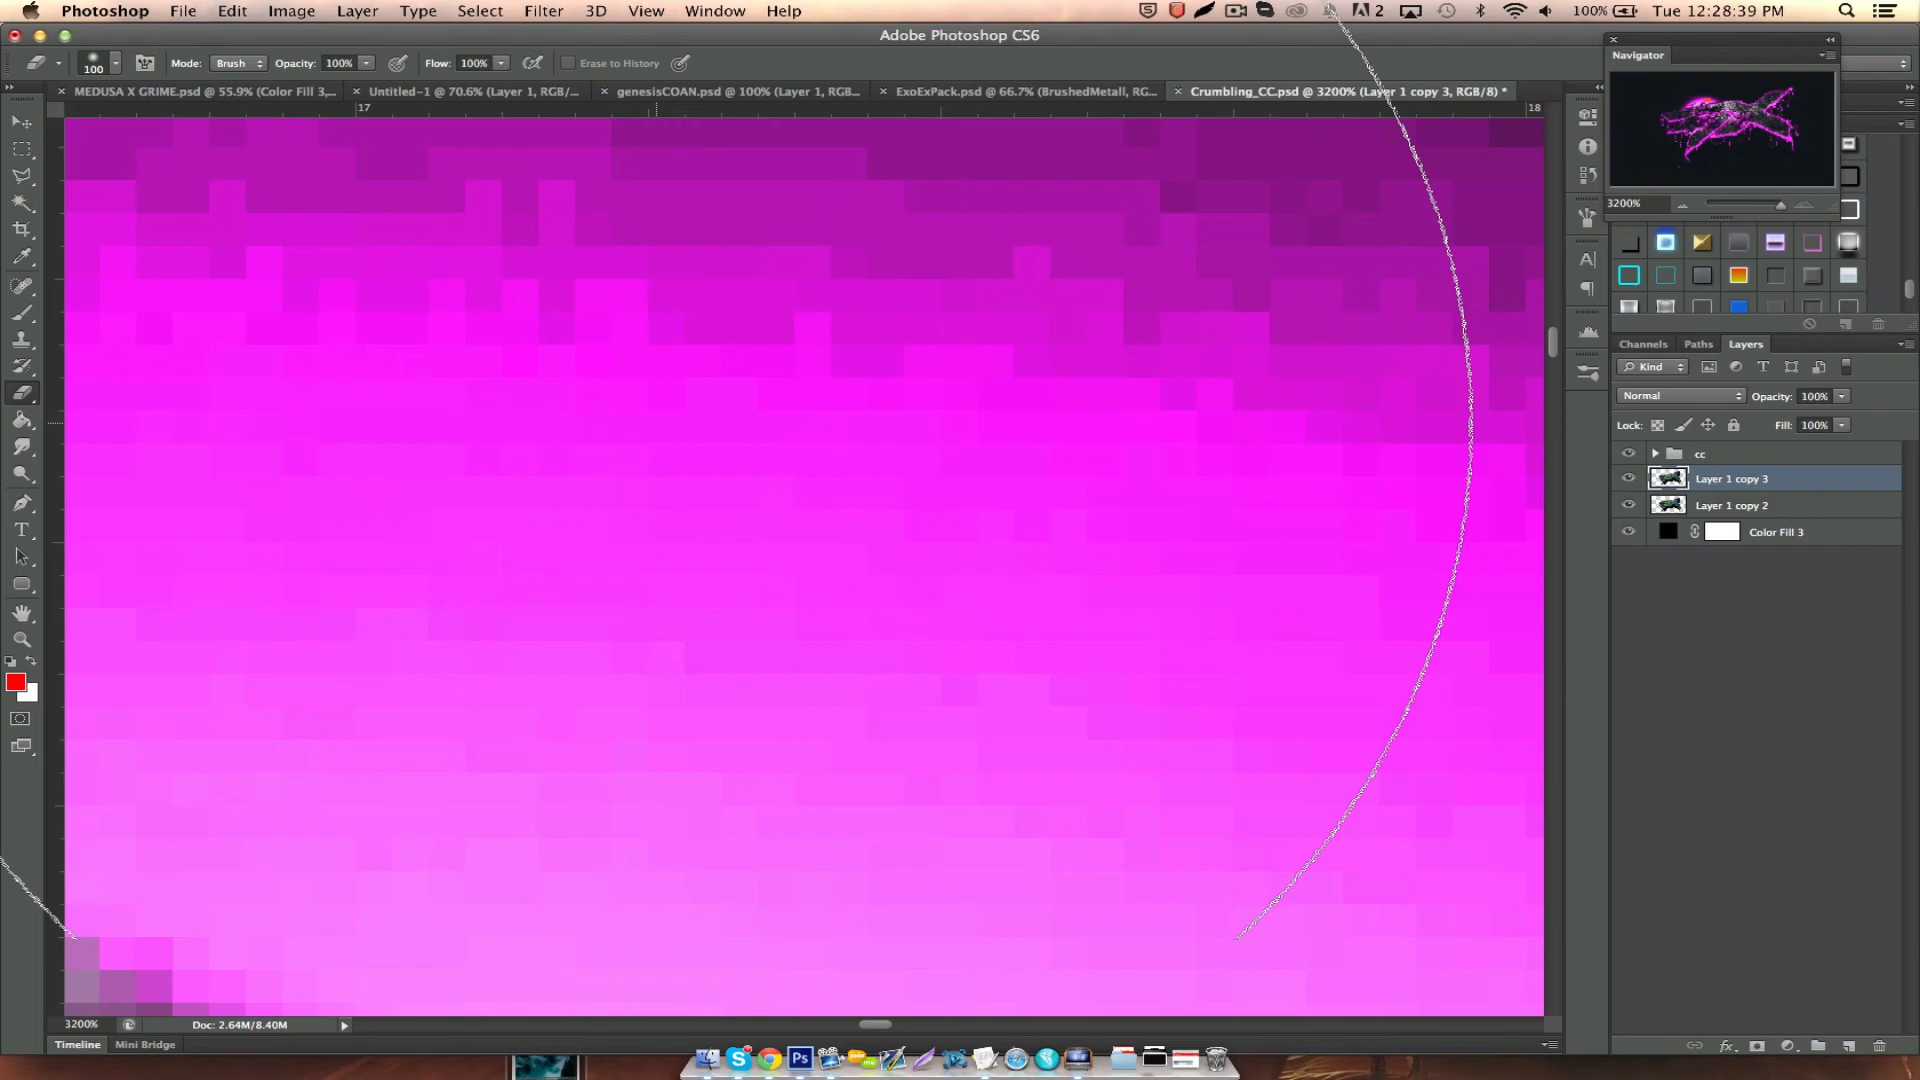 Photoshop File Edit Image Layer Type Select Filter 3D View Window Help
2 100% Tue 12:28:39 PM
Adobe Photoshop CS6
100 Mode: Brush Opacity: 100% Flow: 100% Erase to History
MEDUSA X GRIME.psd @ 55.9% (Color Fill 3,... Untitled-1 @ 70.6% (Layer 1, RGB/... genesisCOAN.psd @ 100% (Layer 1, RGB... ExoExPack.psd @ 66.7% (BrushedMetall, RG... Crumbling_CC.psd @ 3200% (Layer 1 copy 3, RGB/8) *
17 18
Navigator
3200%
Channels Paths Layers
Kind
Normal Opacity: 100%
Lock: Fill: 100%
cc
Layer 1 copy 3
Layer 1 copy 2
Color Fill 3
3200% Doc: 2.64M/8.40M
Timeline Mini Bridge